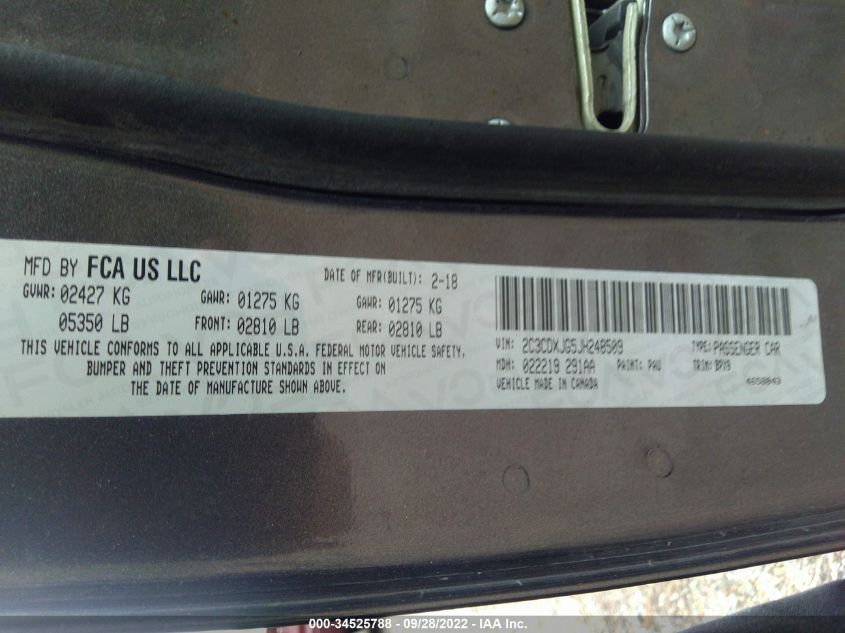 MFD BY FCA US LLC
DATE OF MFR(BUILT): 2-18
GVWR: 02427 KG
GAWR: 01275 KG
GAWR: 01275 KG
05350 LB
FRONT: 02810 LB
REAR: 02810 LB
THIS VEHICLE CONFORMS TO ALL APPLICABLE U.S.A. FEDERAL MOTOR VEHICLE SAFETY,
BUMPER AND THEFT PREVENTION STANDARDS IN EFFECT ON
THE DATE OF MANUFACTURE SHOWN ABOVE.
VIN: 2C3CDXJG5JH248509
TYPE: PASSENGER CAR
MDH: 022219 291AA
PAINT: PAU
TRIM: BPX9
VEHICLE MADE IN CANADA
4658043
000-34525788 - 09/28/2022 - IAA Inc.